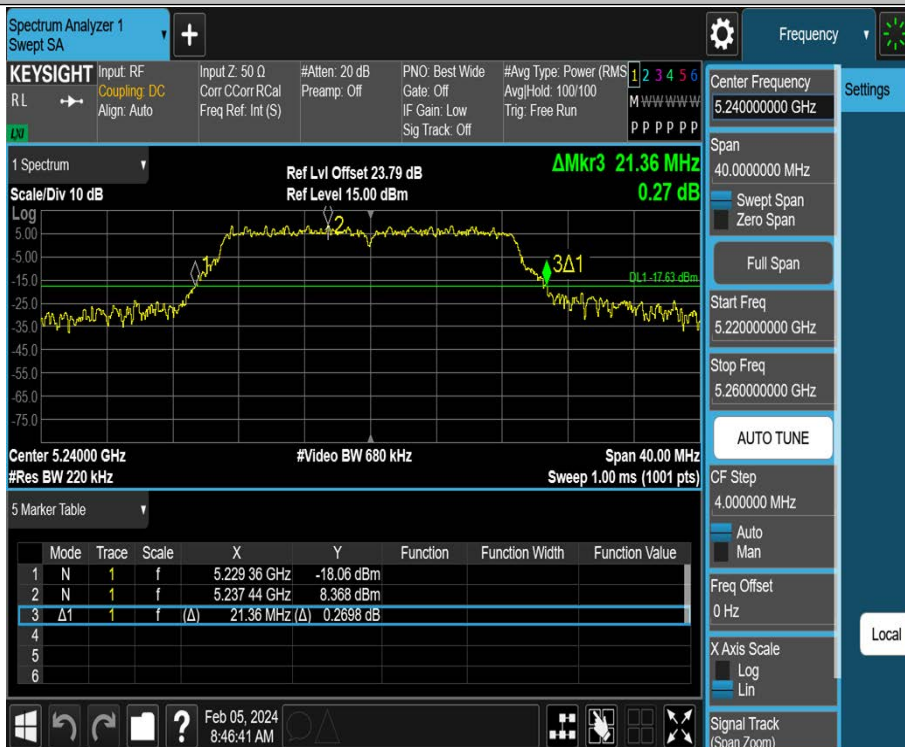 Spectrum Analyzer 1
Swept SA
+
Frequency
KEYSIGHT
RL
LXI
Input: RF
Coupling: DC
Align: Auto
Input Z: 50 Ω
Corr CCorr RCal
Freq Ref: Int (S)
#Atten: 20 dB
Preamp: Off
PNO: Best Wide
Gate: Off
IF Gain: Low
Sig Track: Off
#Avg Type: Power (RMS
Avg|Hold: 100/100
Trig: Free Run
1 2 3 4 5 6
M W W W W W
P P P P P P
1 Spectrum
Scale/Div 10 dB
Ref Lvl Offset 23.79 dB
Ref Level 15.00 dBm
ΔMkr3 21.36 MHz
0.27 dB
Log
5.00
-5.00
-15.0
-25.0
-35.0
-45.0
-55.0
-65.0
-75.0
1
2
3Δ1
DL1 -17.63 dBm
Center 5.24000 GHz
#Video BW 680 kHz
Span 40.00 MHz
#Res BW 220 kHz
Sweep 1.00 ms (1001 pts)
5 Marker Table
Mode Trace Scale X Y Function Function Width Function Value
1 N 1 f 5.229 36 GHz -18.06 dBm
2 N 1 f 5.237 44 GHz 8.368 dBm
3 Δ1 1 f (Δ) 21.36 MHz (Δ) 0.2698 dB
4
5
6
?
Feb 05, 2024
8:46:41 AM
Center Frequency
5.240000000 GHz
Settings
Span
40.0000000 MHz
Swept Span
Zero Span
Full Span
Start Freq
5.220000000 GHz
Stop Freq
5.260000000 GHz
AUTO TUNE
CF Step
4.000000 MHz
Auto
Man
Freq Offset
0 Hz
X Axis Scale
Log
Lin
Local
Signal Track
(Span Zoom)